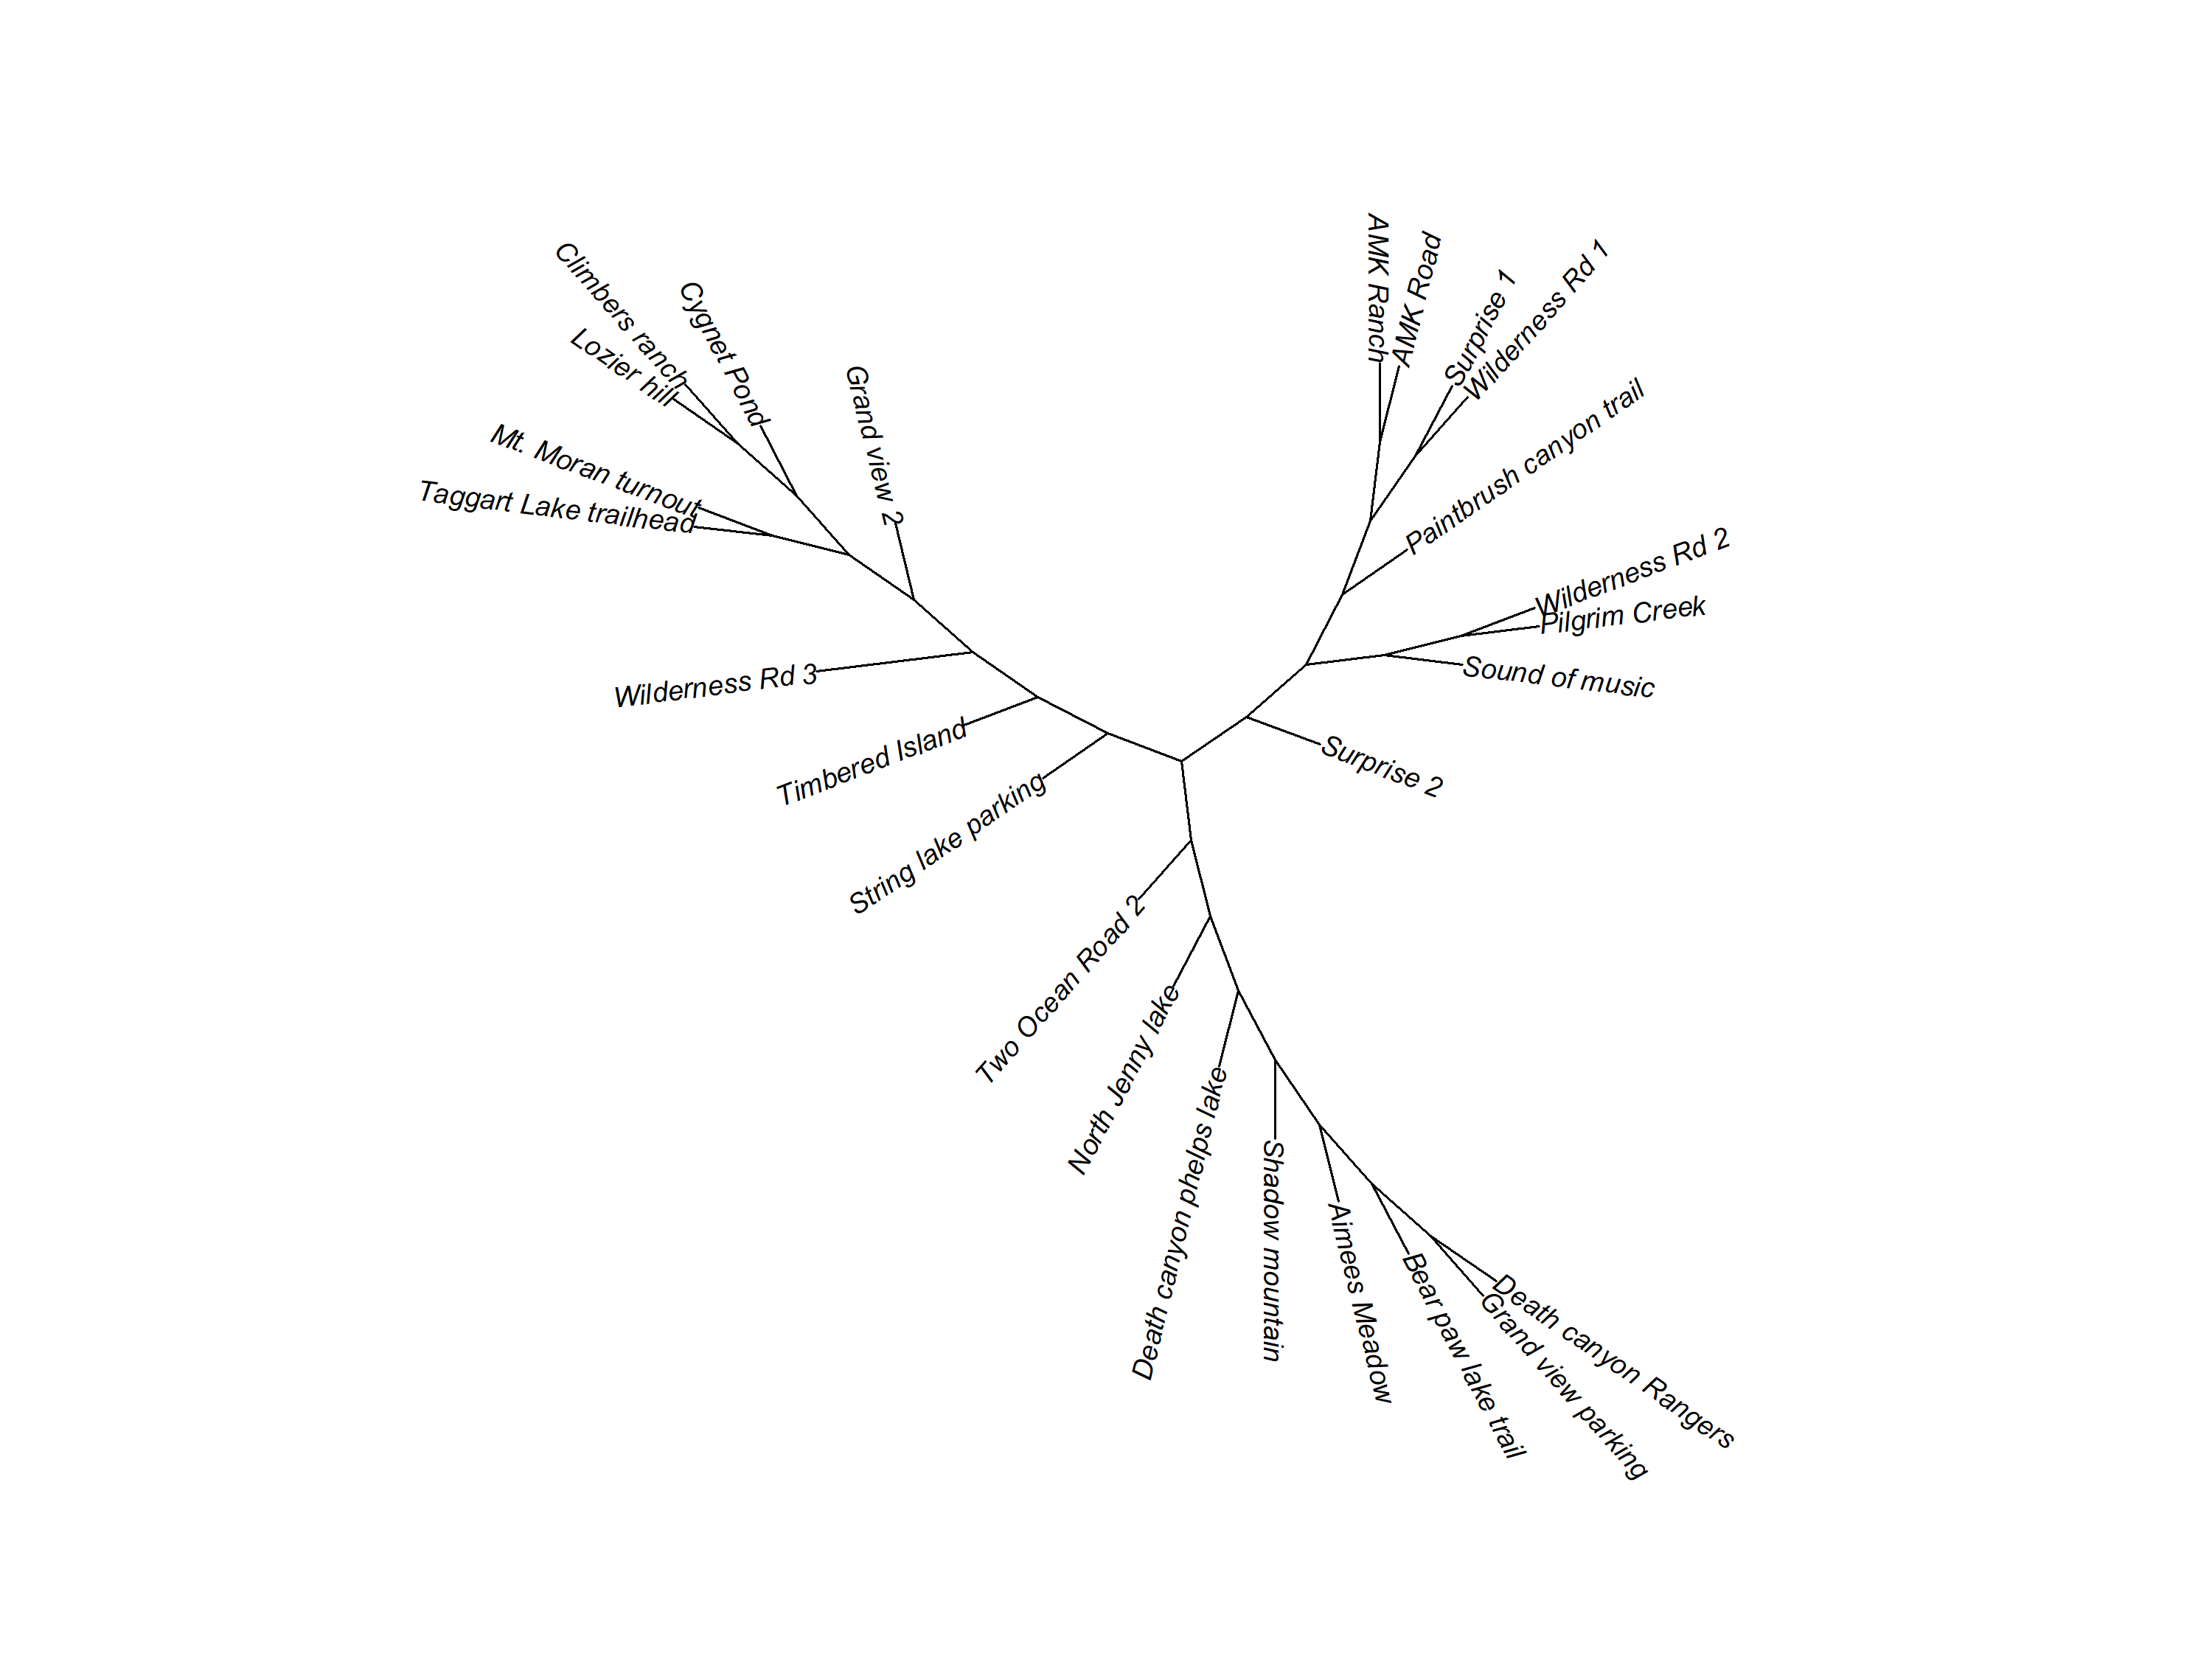 AMK Ranch
AMK Road
Surprise 1
Wilderness Rd 1
Paintbrush canyon trail
Wilderness Rd 2
Pilgrim Creek
Sound of music
Surprise 2
Climbers ranch
Cygnet Pond
Lozier hill
Grand view 2
Mt. Moran turnout
Taggart Lake trailhead
Wilderness Rd 3
Timbered Island
String lake parking
Two Ocean Road 2
North Jenny lake
Death canyon phelps lake
Shadow mountain
Aimees Meadow
Bear paw lake trail
Grand view parking
Death canyon Rangers